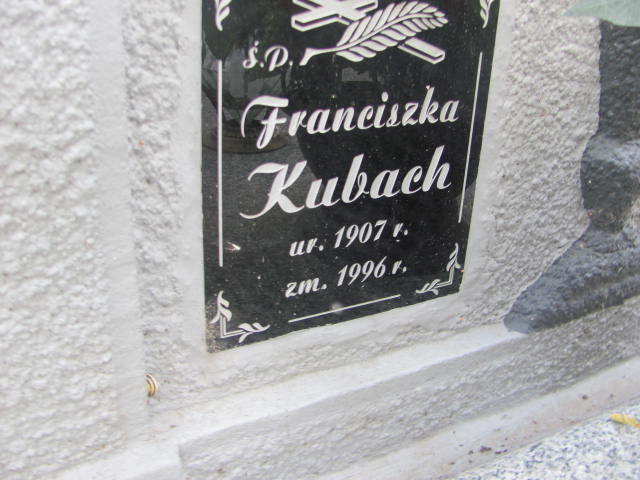 Ś.P.
Franciszka
Kubach
ur. 1907 r.
zm. 1996 r.